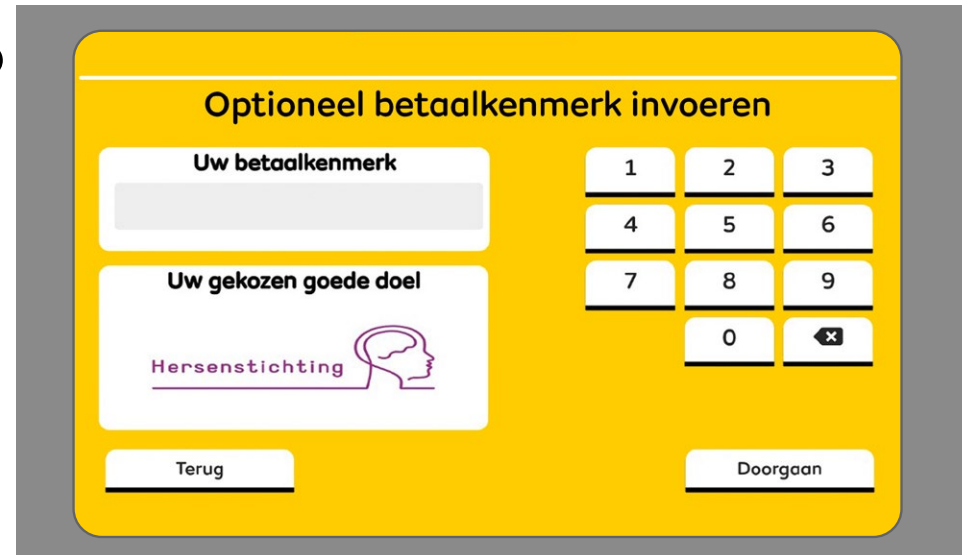 Optioneel betaalkenmerk invoeren
Uw betaalkenmerk
1 2 3
4 5 6
Uw gekozen goede doel
7 8 9
0
Hersenstichting
Terug
Doorgaan